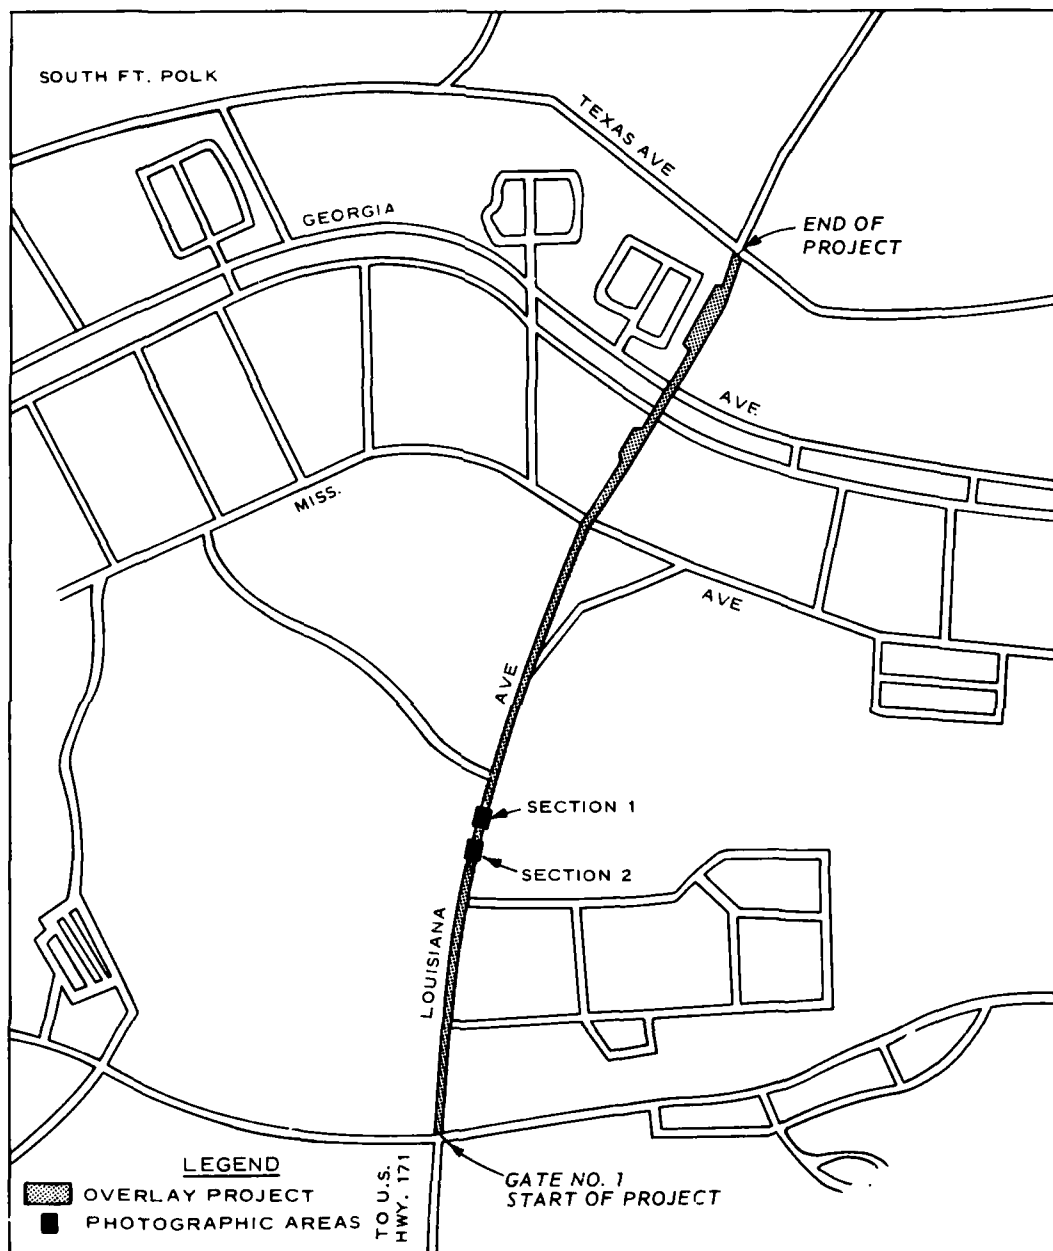 SOUTH FT. POLK
TEXAS AVE
GEORGIA
END OF
PROJECT
AVE.
MISS.
AVE
AVE
SECTION 1
SECTION 2
LOUISIANA
LEGEND
OVERLAY PROJECT
PHOTOGRAPHIC AREAS
TO U.S.
HWY. 171
GATE NO. 1
START OF PROJECT